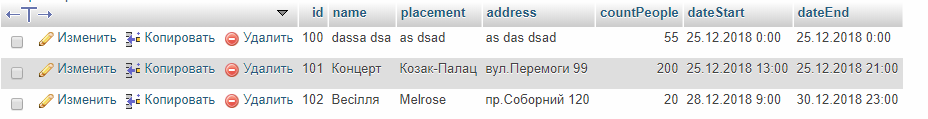 id name placement address countPeople dateStart dateEnd
Изменить Копировать Удалить 100 dassa dsa as dsad as das dsad 55 25.12.2018 0:00 25.12.2018 0:00
Изменить Копировать Удалить 101 Концерт Козак-Палац вул.Перемоги 99 200 25.12.2018 13:00 25.12.2018 21:00
Изменить Копировать Удалить 102 Весілля Melrose пр.Соборний 120 20 28.12.2018 9:00 30.12.2018 23:00